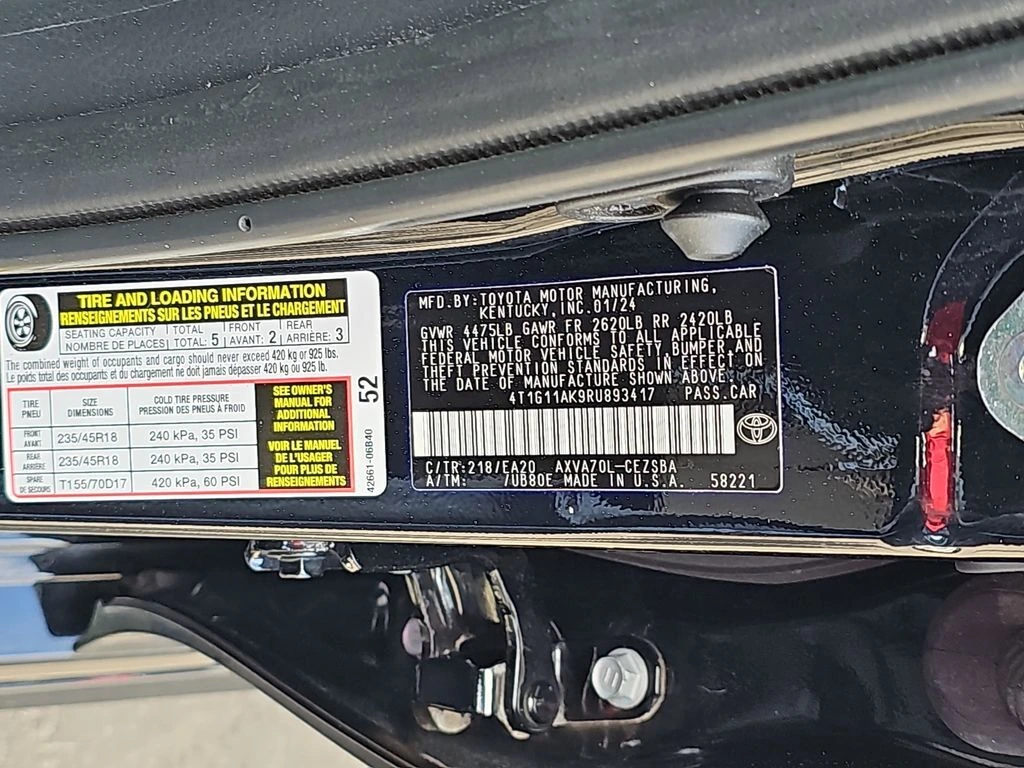 TIRE AND LOADING INFORMATION
RENSEIGNEMENTS SUR LES PNEUS ET LE CHARGEMENT
SEATING CAPACITY TOTAL 5 FRONT 2 REAR 3
NOMBRE DE PLACES TOTAL: AVANT: ARRIÈRE:
The combined weight of occupants and cargo should never exceed 420 kg or 925 lbs.
Le poids total des occupants et du chargement ne doit jamais dépasser 420 kg ou 925 lb.
TIRE SIZE COLD TIRE PRESSURE
PNEU DIMENSIONS PRESSION DES PNEUS À FROID
FRONT
AVANT 235/45R18 240 kPa, 35 PSI
REAR
ARRIÈRE 235/45R18 240 kPa, 35 PSI
SPARE
DE SECOURS T155/70D17 420 kPa, 60 PSI
SEE OWNER'S
MANUAL FOR
ADDITIONAL
INFORMATION
VOIR LE MANUEL
DE L'USAGER
POUR PLUS DE
RENSEIGNEMENTS
52
42661-06B40
MFD.BY:TOYOTA MOTOR MANUFACTURING,
KENTUCKY,INC.01/24
GVWR 4475LB GAWR FR 2620LB RR 2420LB
THIS VEHICLE CONFORMS TO ALL APPLICABLE
FEDERAL MOTOR VEHICLE SAFETY BUMPER AND
THEFT PREVENTION STANDARDS IN EFFECT ON
THE DATE OF MANUFACTURE SHOWN ABOVE.
4T1G11AK9RU893417 PASS.CAR
C/TR:218/EA20 AXVA70L-CEZSBA
A/TM: /UB80E MADE IN U.S.A. 58221